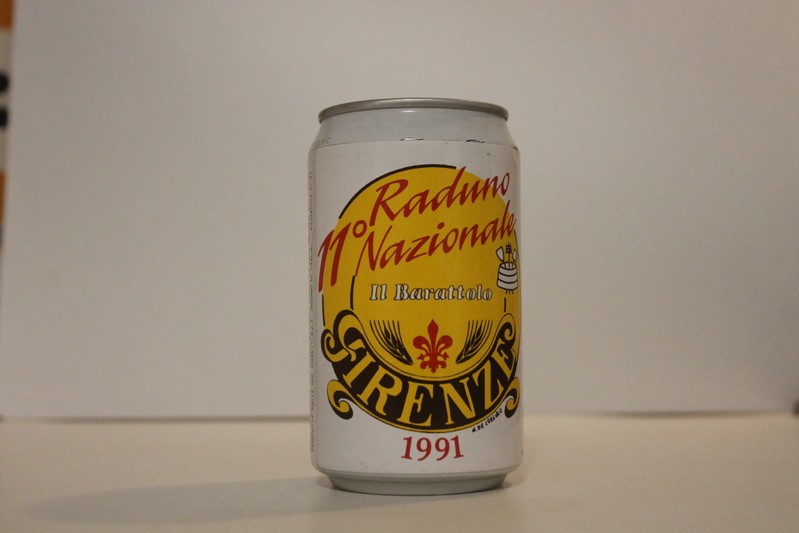 11° Raduno
Nazionale
Il Barattolo
FIRENZE
1991